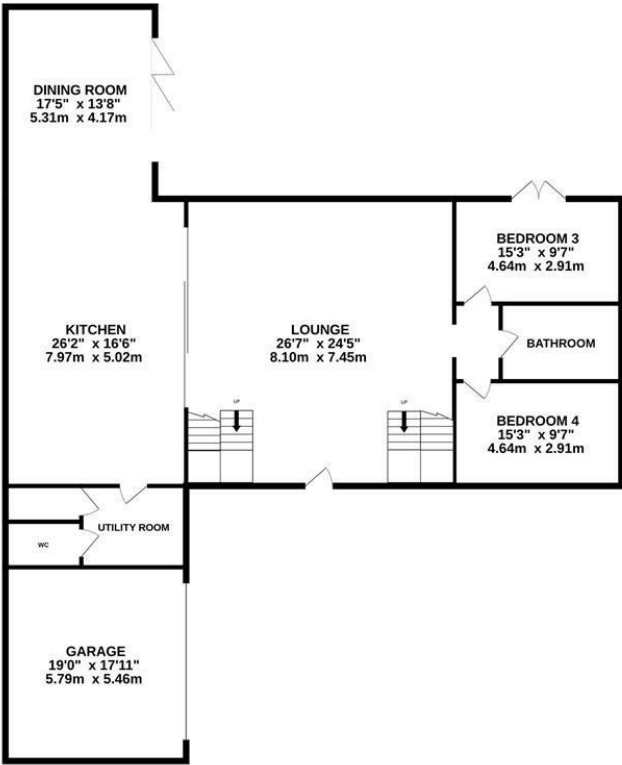 DINING ROOM
17'5" x 13'8"
5.31m x 4.17m
BEDROOM 3
15'3" x 9'7"
4.64m x 2.91m
KITCHEN
26'2" x 16'6"
7.97m x 5.02m
LOUNGE
26'7" x 24'5"
8.10m x 7.45m
BATHROOM
UP
UP
BEDROOM 4
15'3" x 9'7"
4.64m x 2.91m
UTILITY ROOM
WC
GARAGE
19'0" x 17'11"
5.79m x 5.46m